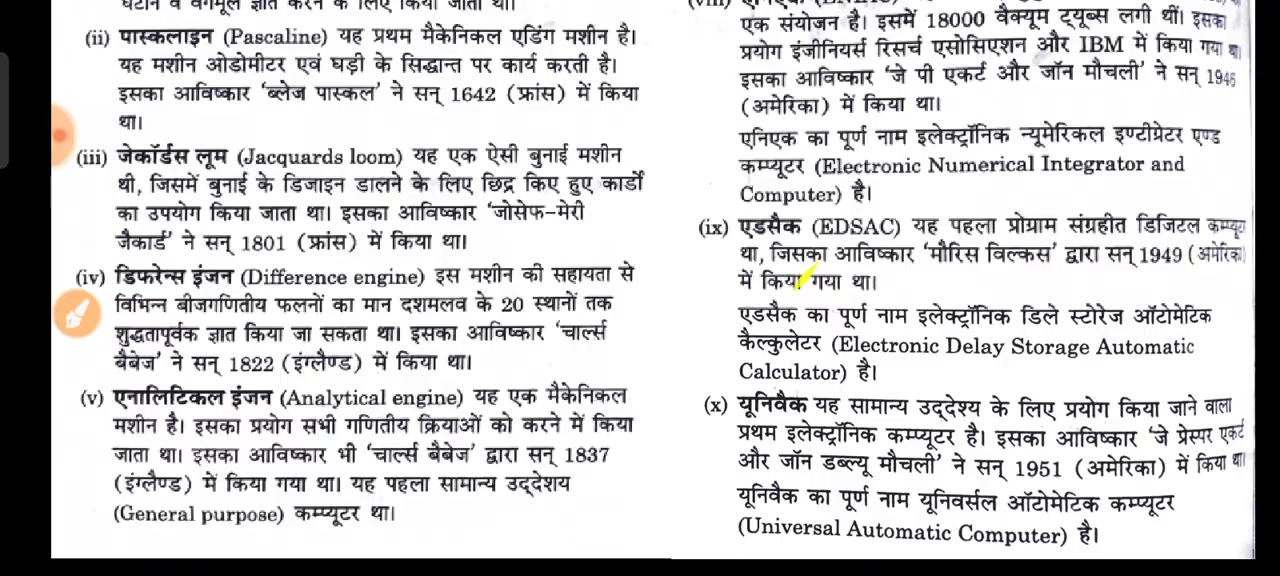 घटाने व वर्गमूल ज्ञात करने के लिए किया जाता था।
(ii) पास्कलाइन (Pascaline) यह प्रथम मैकेनिकल एडिंग मशीन है।
यह मशीन ओडोमीटर एवं घड़ी के सिद्धान्त पर कार्य करती है।
इसका आविष्कार ‘ब्लेज पास्कल’ ने सन् 1642 (फ्रांस) में किया
था।
(iii) जेकॉर्डस लूम (Jacquards loom) यह एक ऐसी बुनाई मशीन
थी, जिसमें बुनाई के डिजाइन डालने के लिए छिद्र किए हुए कार्डों
का उपयोग किया जाता था। इसका आविष्कार ‘जोसेफ-मेरी
जैकार्ड’ ने सन् 1801 (फ्रांस) में किया था।
(iv) डिफरेन्स इंजन (Difference engine) इस मशीन की सहायता से
विभिन्न बीजगणितीय फलनों का मान दशमलव के 20 स्थानों तक
शुद्धतापूर्वक ज्ञात किया जा सकता था। इसका आविष्कार ‘चार्ल्स
बैबेज’ ने सन् 1822 (इंग्लैण्ड) में किया था।
(v) एनालिटिकल इंजन (Analytical engine) यह एक मैकेनिकल
मशीन है। इसका प्रयोग सभी गणितीय क्रियाओं को करने में किया
जाता था। इसका आविष्कार भी ‘चार्ल्स बैबेज’ द्वारा सन् 1837
(इंग्लैण्ड) में किया गया था। यह पहला सामान्य उद्देशय
(General purpose) कम्प्यूटर था।
(viii)
एक संयोजन है। इसमें 18000 वैक्यूम ट्यूब्स लगी थीं। इसका
प्रयोग इंजीनियर्स रिसर्च एसोसिएशन और IBM में किया गया था।
इसका आविष्कार ‘जे पी एकर्ट और जॉन मौचली’ ने सन् 1946
(अमेरिका) में किया था।
एनिएक का पूर्ण नाम इलेक्ट्रॉनिक न्यूमेरिकल इण्टीग्रेटर एण्ड
कम्प्यूटर (Electronic Numerical Integrator and
Computer) है।
(ix) एडसैक (EDSAC) यह पहला प्रोग्राम संग्रहीत डिजिटल कम्प्यूटर
था, जिसका आविष्कार ‘मौरिस विल्कस’ द्वारा सन् 1949 (अमेरिका)
में किया गया था।
एडसैक का पूर्ण नाम इलेक्ट्रॉनिक डिले स्टोरेज ऑटोमेटिक
कैल्कुलेटर (Electronic Delay Storage Automatic
Calculator) है।
(x) यूनिवैक यह सामान्य उद्देश्य के लिए प्रयोग किया जाने वाला
प्रथम इलेक्ट्रॉनिक कम्प्यूटर है। इसका आविष्कार ‘जे प्रेस्पर एकर्ट
और जॉन डब्ल्यू मौचली’ ने सन् 1951 (अमेरिका) में किया था।
यूनिवैक का पूर्ण नाम यूनिवर्सल ऑटोमेटिक कम्प्यूटर
(Universal Automatic Computer) है।